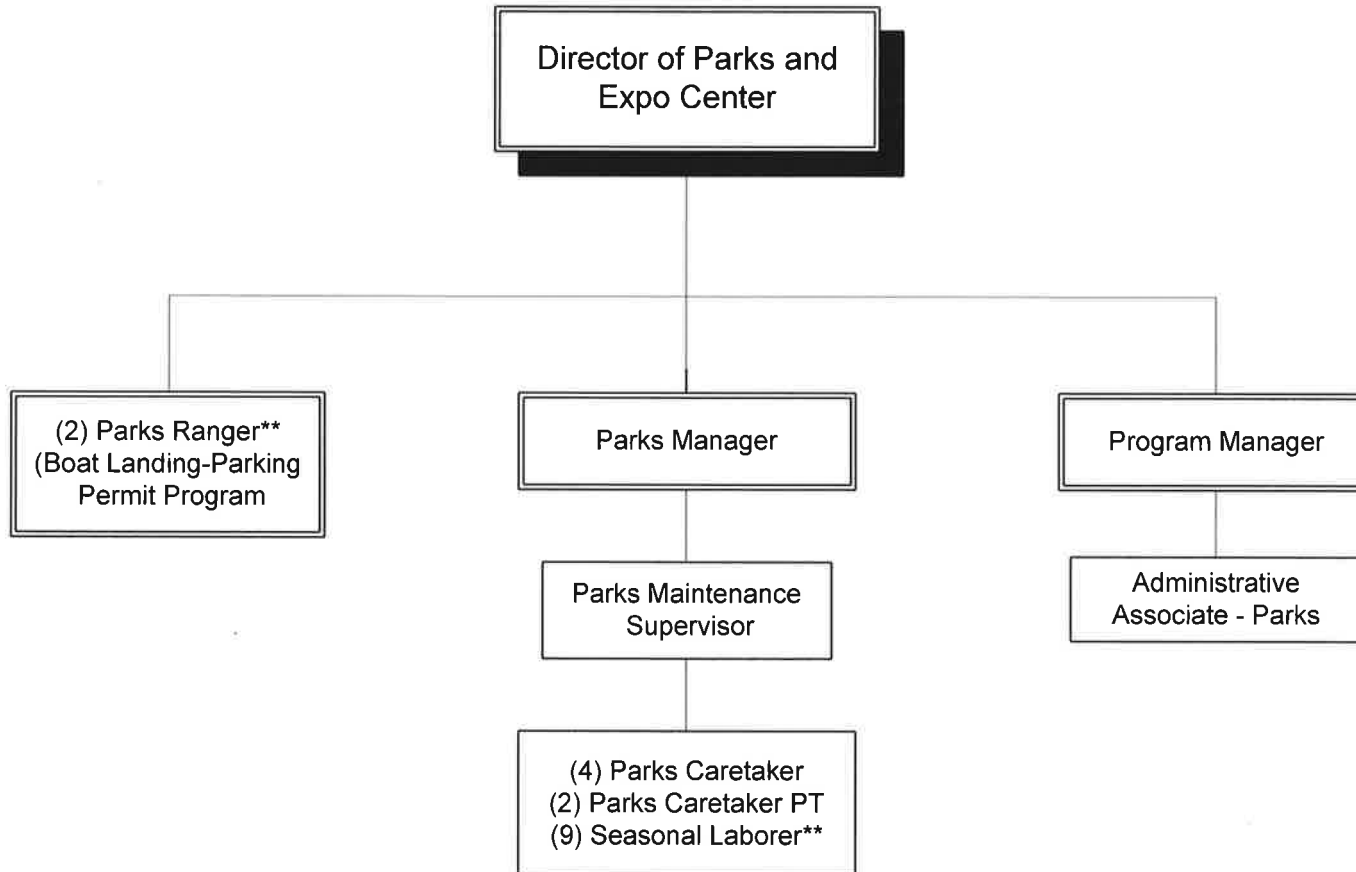 Director of Parks and
Expo Center
(2) Parks Ranger**
(Boat Landing-Parking
Permit Program
Parks Manager
Program Manager
Parks Maintenance
Supervisor
Administrative
Associate - Parks
(4) Parks Caretaker
(2) Parks Caretaker PT
(9) Seasonal Laborer**